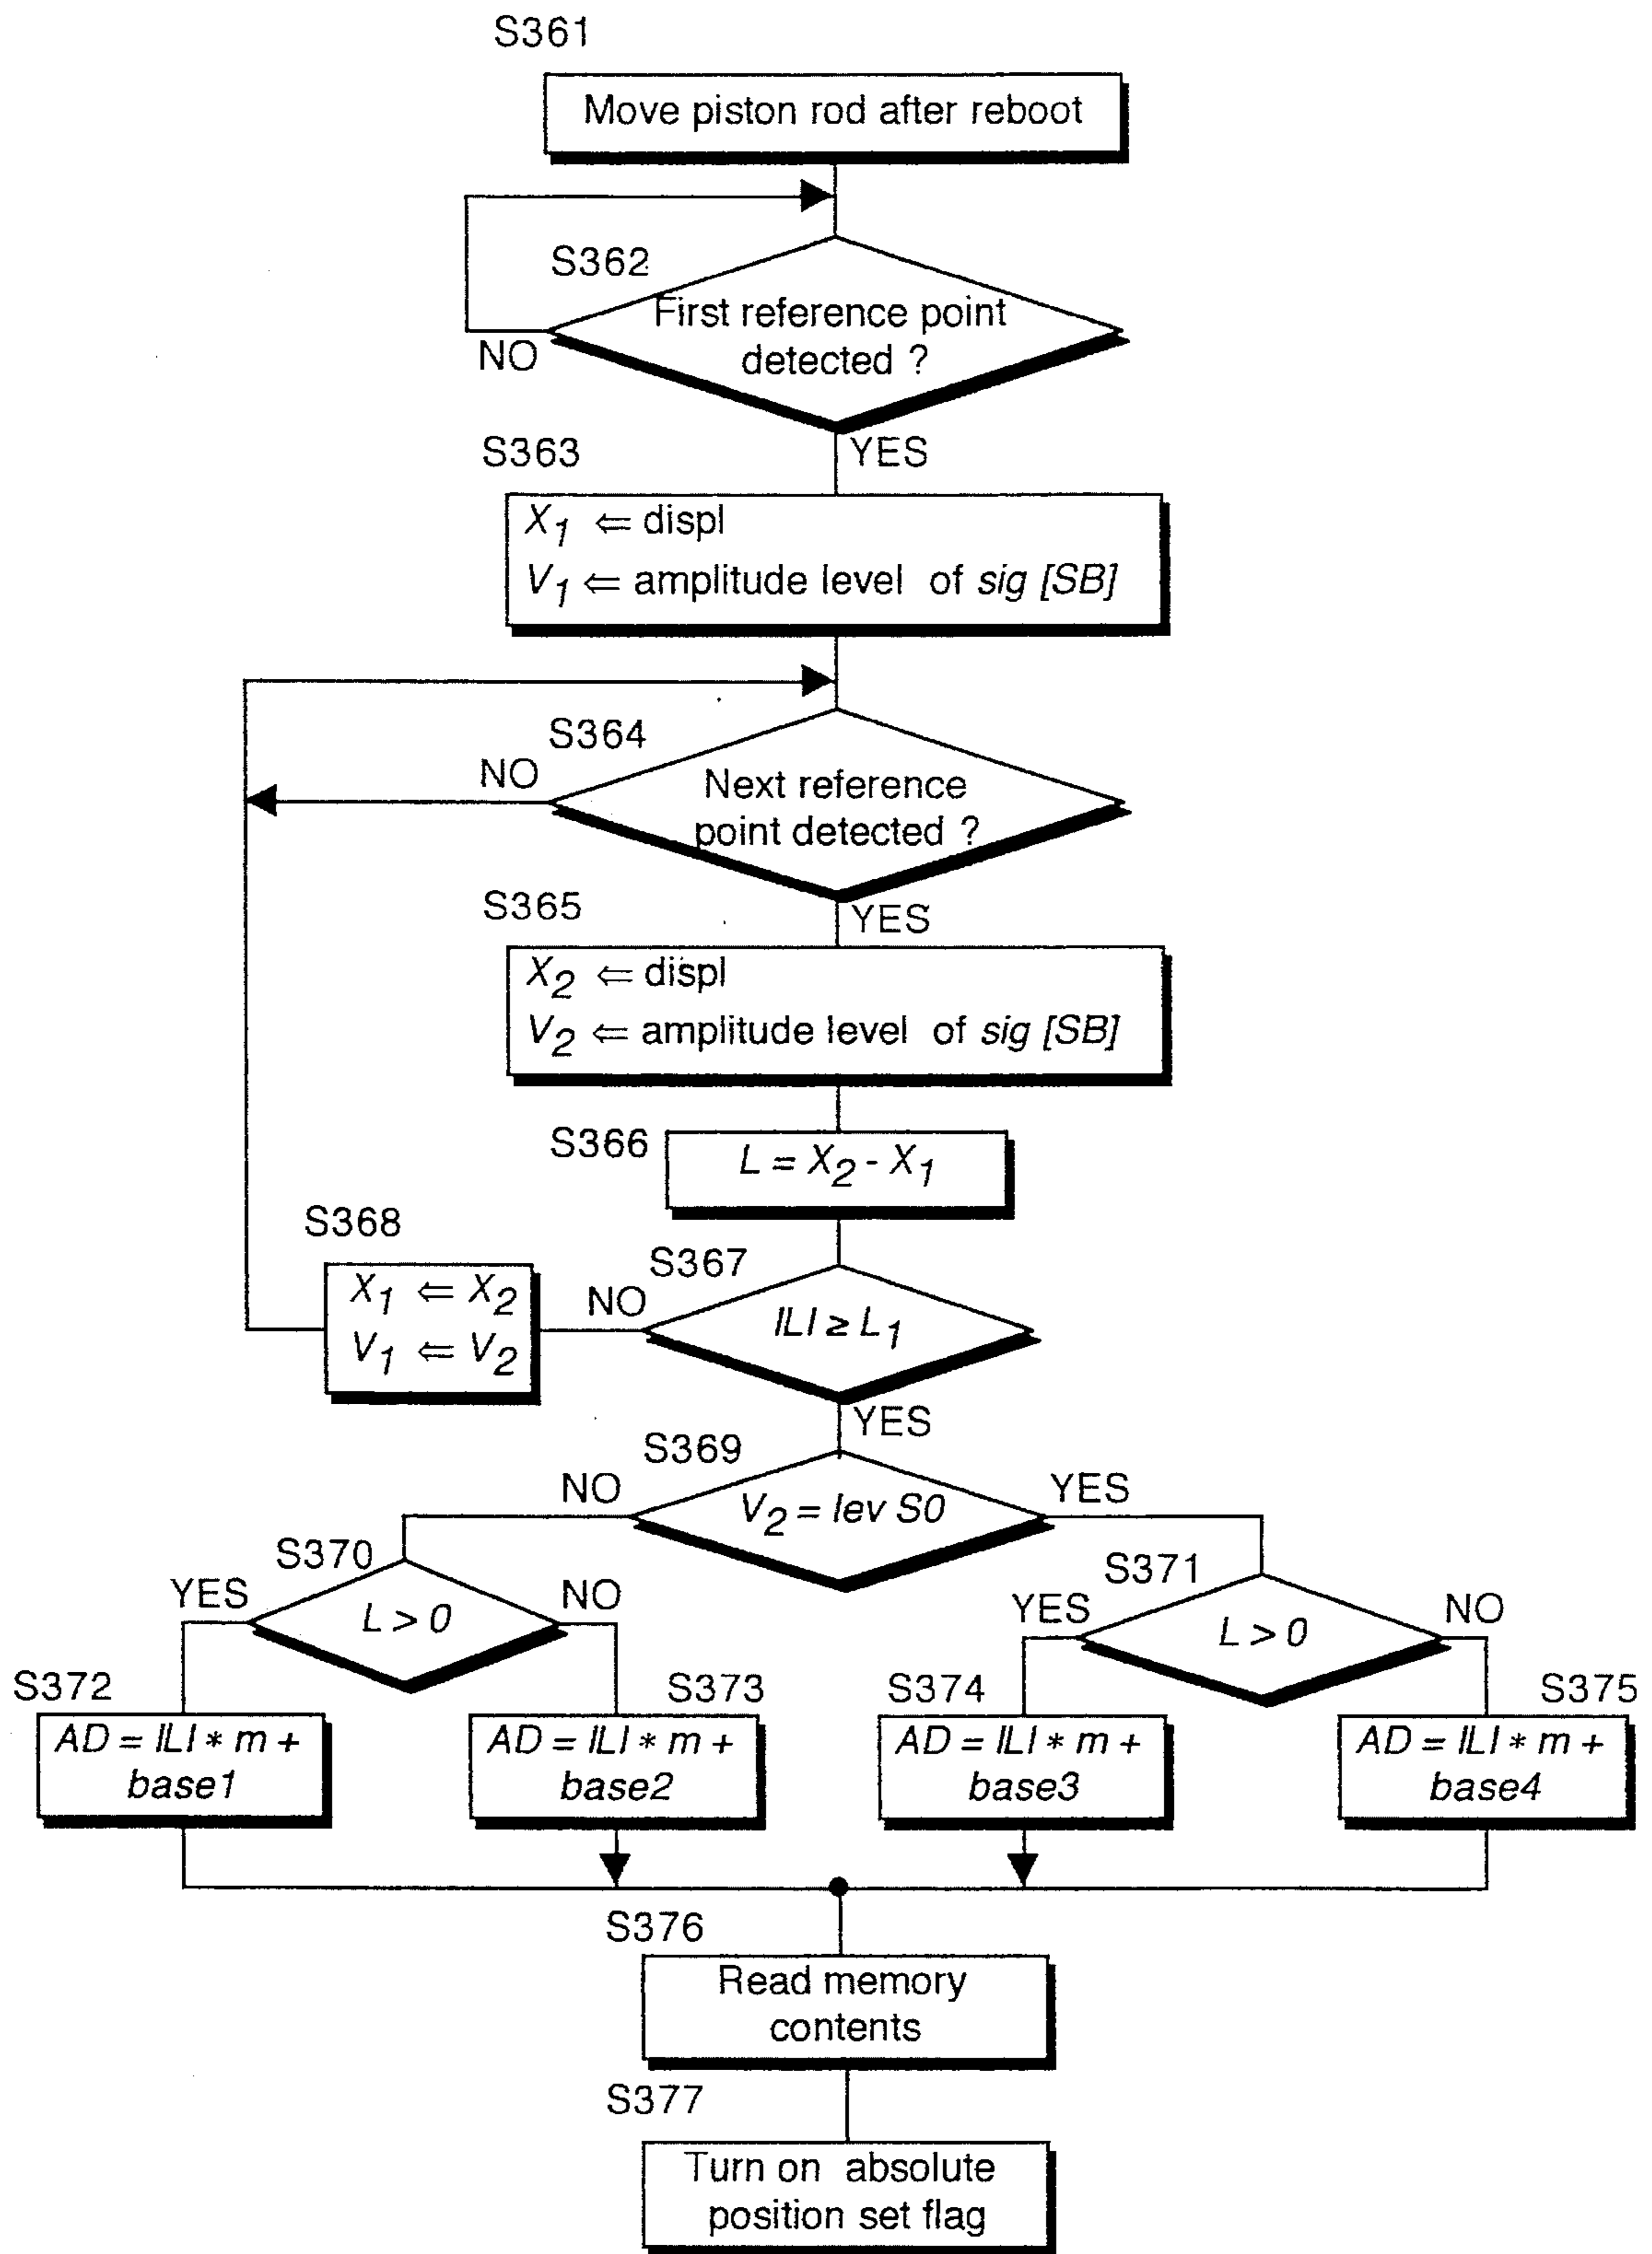 S361
Move piston rod after reboot
S362
First reference point
detected ?
NO
YES
S363
X1 ⇐ displ
V1 ⇐ amplitude level of sig [SB]
S364
NO
Next reference
point detected ?
YES
S365
X2 ⇐ displ
V2 ⇐ amplitude level of sig [SB]
S366
L = X2 - X1
S368
X1 ⇐ X2
V1 ⇐ V2
S367
NO
ILI ≥ L1
YES
S369
NO
V2 = lev S0
YES
S370
YES
L > 0
NO
S371
YES
L > 0
NO
S372
AD = ILI * m +
base1
S373
AD = ILI * m +
base2
S374
AD = ILI * m +
base3
S375
AD = ILI * m +
base4
S376
Read memory
contents
S377
Turn on absolute
position set flag